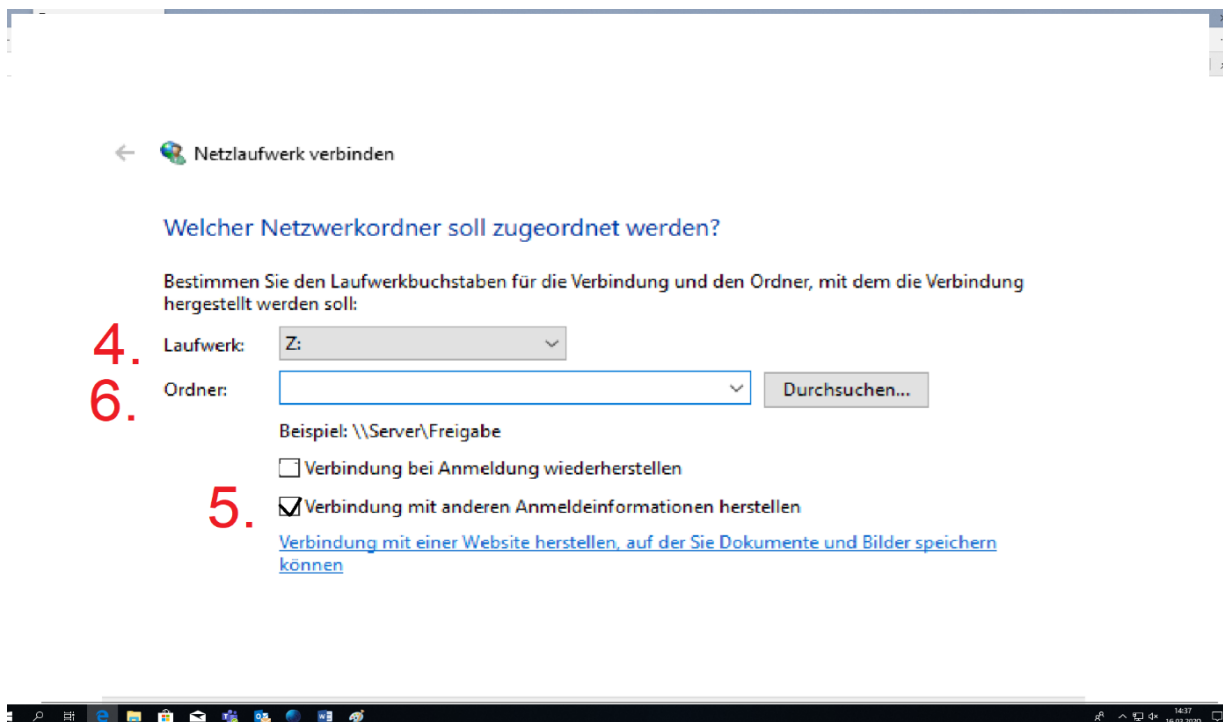 Netzlaufwerk verbinden
Welcher Netzwerkordner soll zugeordnet werden?
Bestimmen Sie den Laufwerkbuchstaben für die Verbindung und den Ordner, mit dem die Verbindung
hergestellt werden soll:
4. Laufwerk: Z:
6. Ordner: Durchsuchen...
Beispiel: \\Server\Freigabe
Verbindung bei Anmeldung wiederherstellen
5. Verbindung mit anderen Anmeldeinformationen herstellen
Verbindung mit einer Website herstellen, auf der Sie Dokumente und Bilder speichern
können
14:37